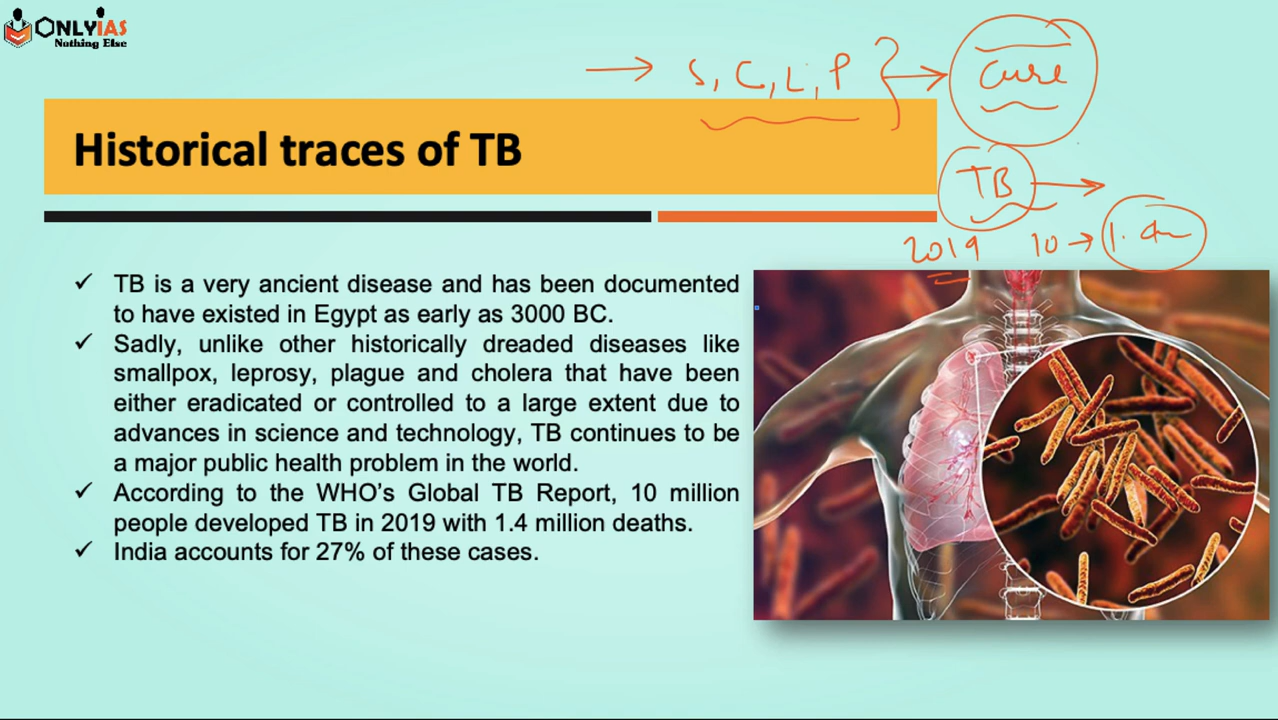 ONLYIAS
Nothing Else
→ S, C, L, P } → Cure
Historical traces of TB
TB →
2019 10 →
✓ TB is a very ancient disease and has been documented
to have existed in Egypt as early as 3000 BC.
✓ Sadly, unlike other historically dreaded diseases like
smallpox, leprosy, plague and cholera that have been
either eradicated or controlled to a large extent due to
advances in science and technology, TB continues to be
a major public health problem in the world.
✓ According to the WHO’s Global TB Report, 10 million
people developed TB in 2019 with 1.4 million deaths.
✓ India accounts for 27% of these cases.